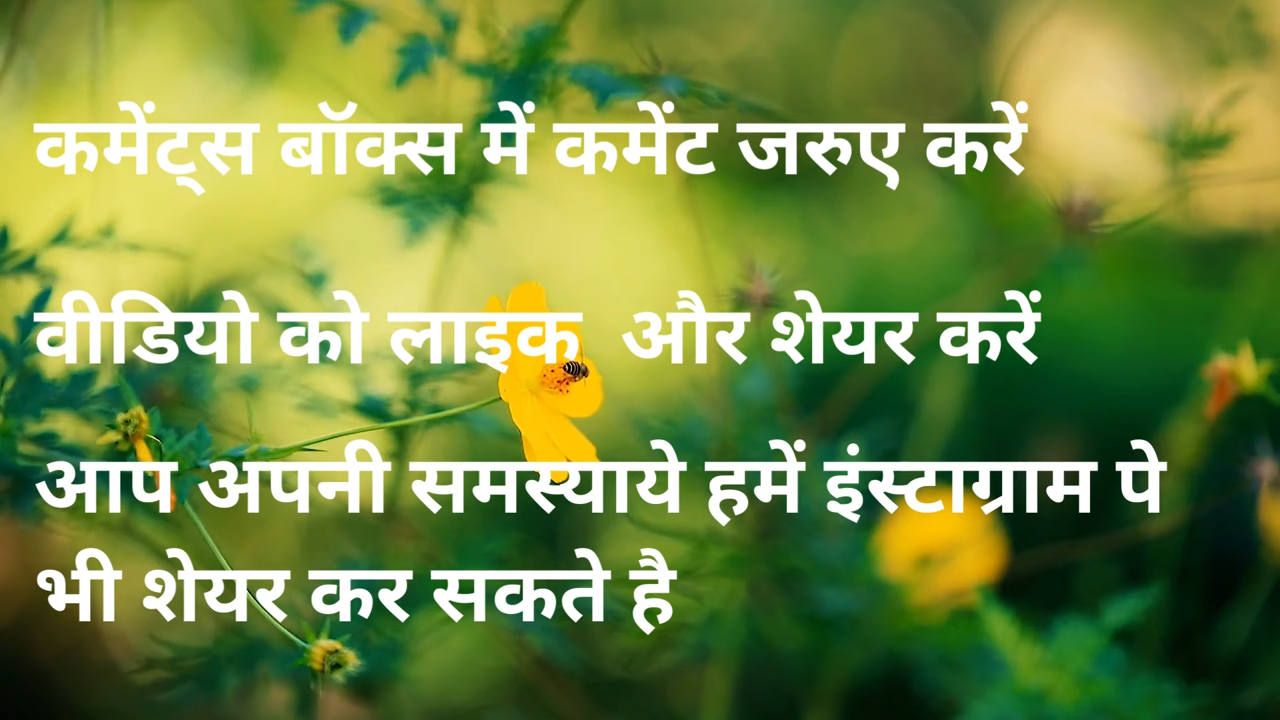 कमेंट्स बॉक्स में कमेंट जरुए करें
वीडियो को लाइक और शेयर करें
आप अपनी समस्याये हमें इंस्टाग्राम पे
भी शेयर कर सकते है